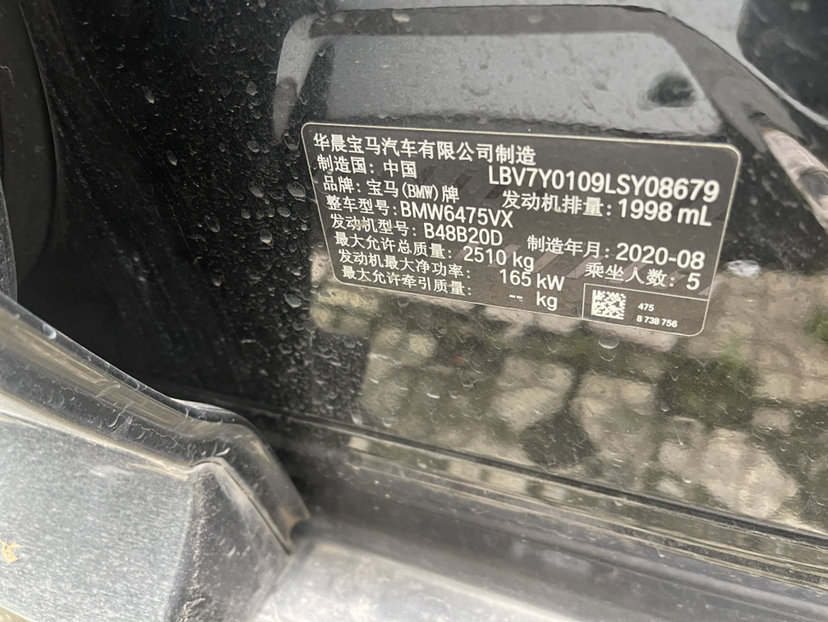 华晨宝马汽车有限公司制造
制造国: 中国 LBV7Y0109LSY08679
品牌: 宝马(BMW)牌 发动机排量: 1998 mL
整车型号: BMW6475VX
发动机型号: B48B20D 制造年月: 2020-08
最大允许总质量: 2510 kg 乘坐人数: 5
发动机最大净功率: 165 kW
最大允许牵引质量: -- kg
475
8 738 756